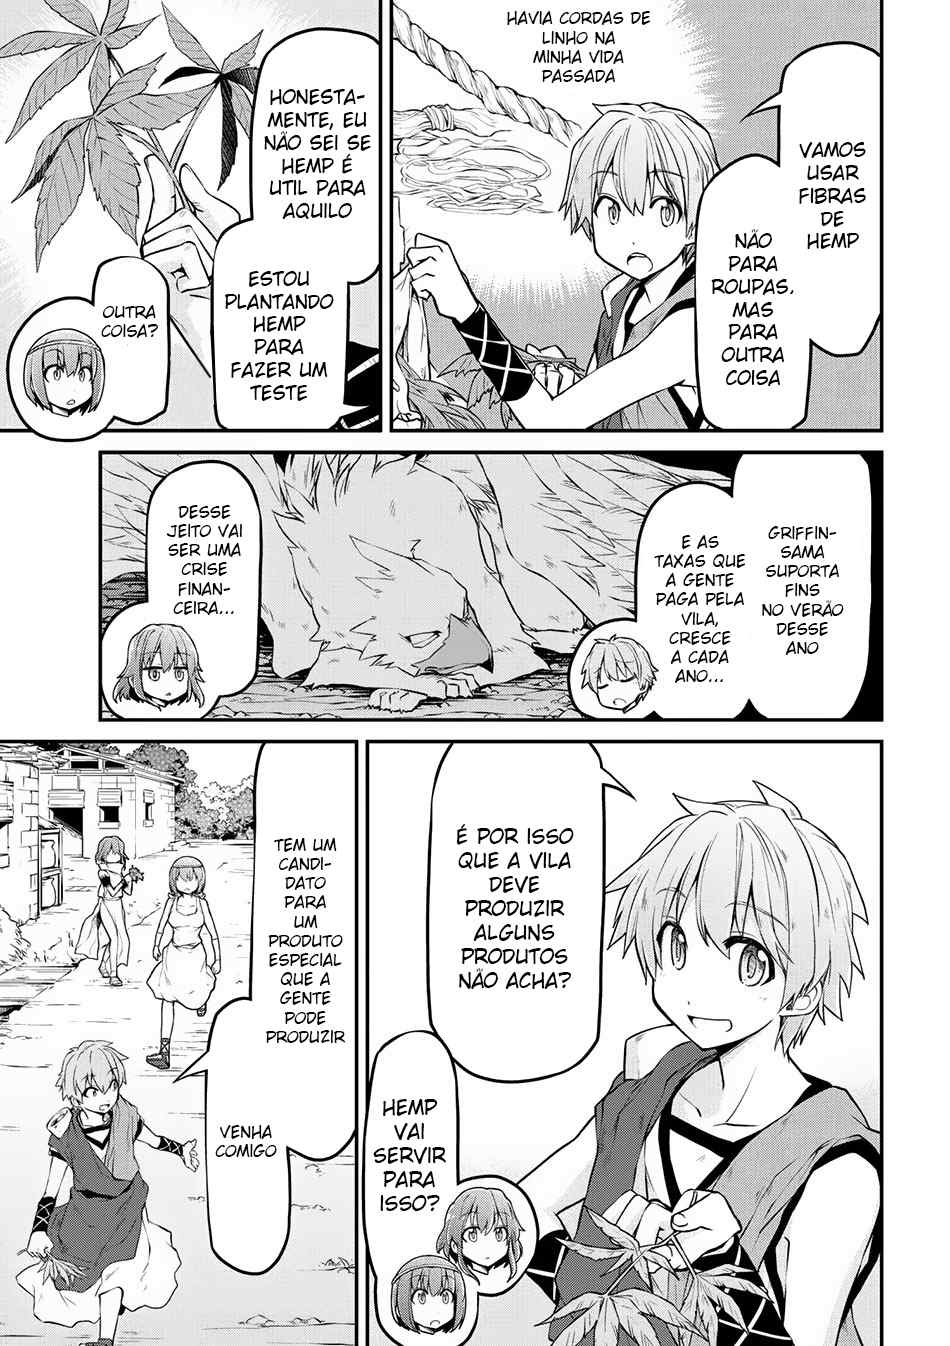 VAMOS
USAR
FIBRAS
DE
HEMP
NÃO
PARA
ROUPAS,
MAS
PARA
OUTRA
COISA
HAVIA CORDAS DE
LINHO NA
MINHA VIDA
PASSADA
HONESTA-
MENTE, EU
NÃO SEI SE
HEMP É
UTIL PARA
AQUILO
ESTOU
PLANTANDO
HEMP
PARA
FAZER UM
TESTE
OUTRA
COISA?
GRIFFIN-
SAMA
SUPORTA
FINS
NO VERÃO
DESSE
ANO
E AS
TAXAS QUE
A GENTE
PAGA PELA
VILA,
CRESCE
A CADA
ANO...
DESSE
JEITO VAI
SER UMA
CRISE
FINAN-
CEIRA...
É POR ISSO
QUE A VILA
DEVE
PRODUZIR
ALGUNS
PRODUTOS
NÃO ACHA?
HEMP
VAI
SERVIR
PARA
ISSO?
TEM UM
CANDI-
DATO
PARA
UM
PRODUTO
ESPECIAL
QUE A
GENTE
PODE
PRODUZIR
VENHA
COMIGO